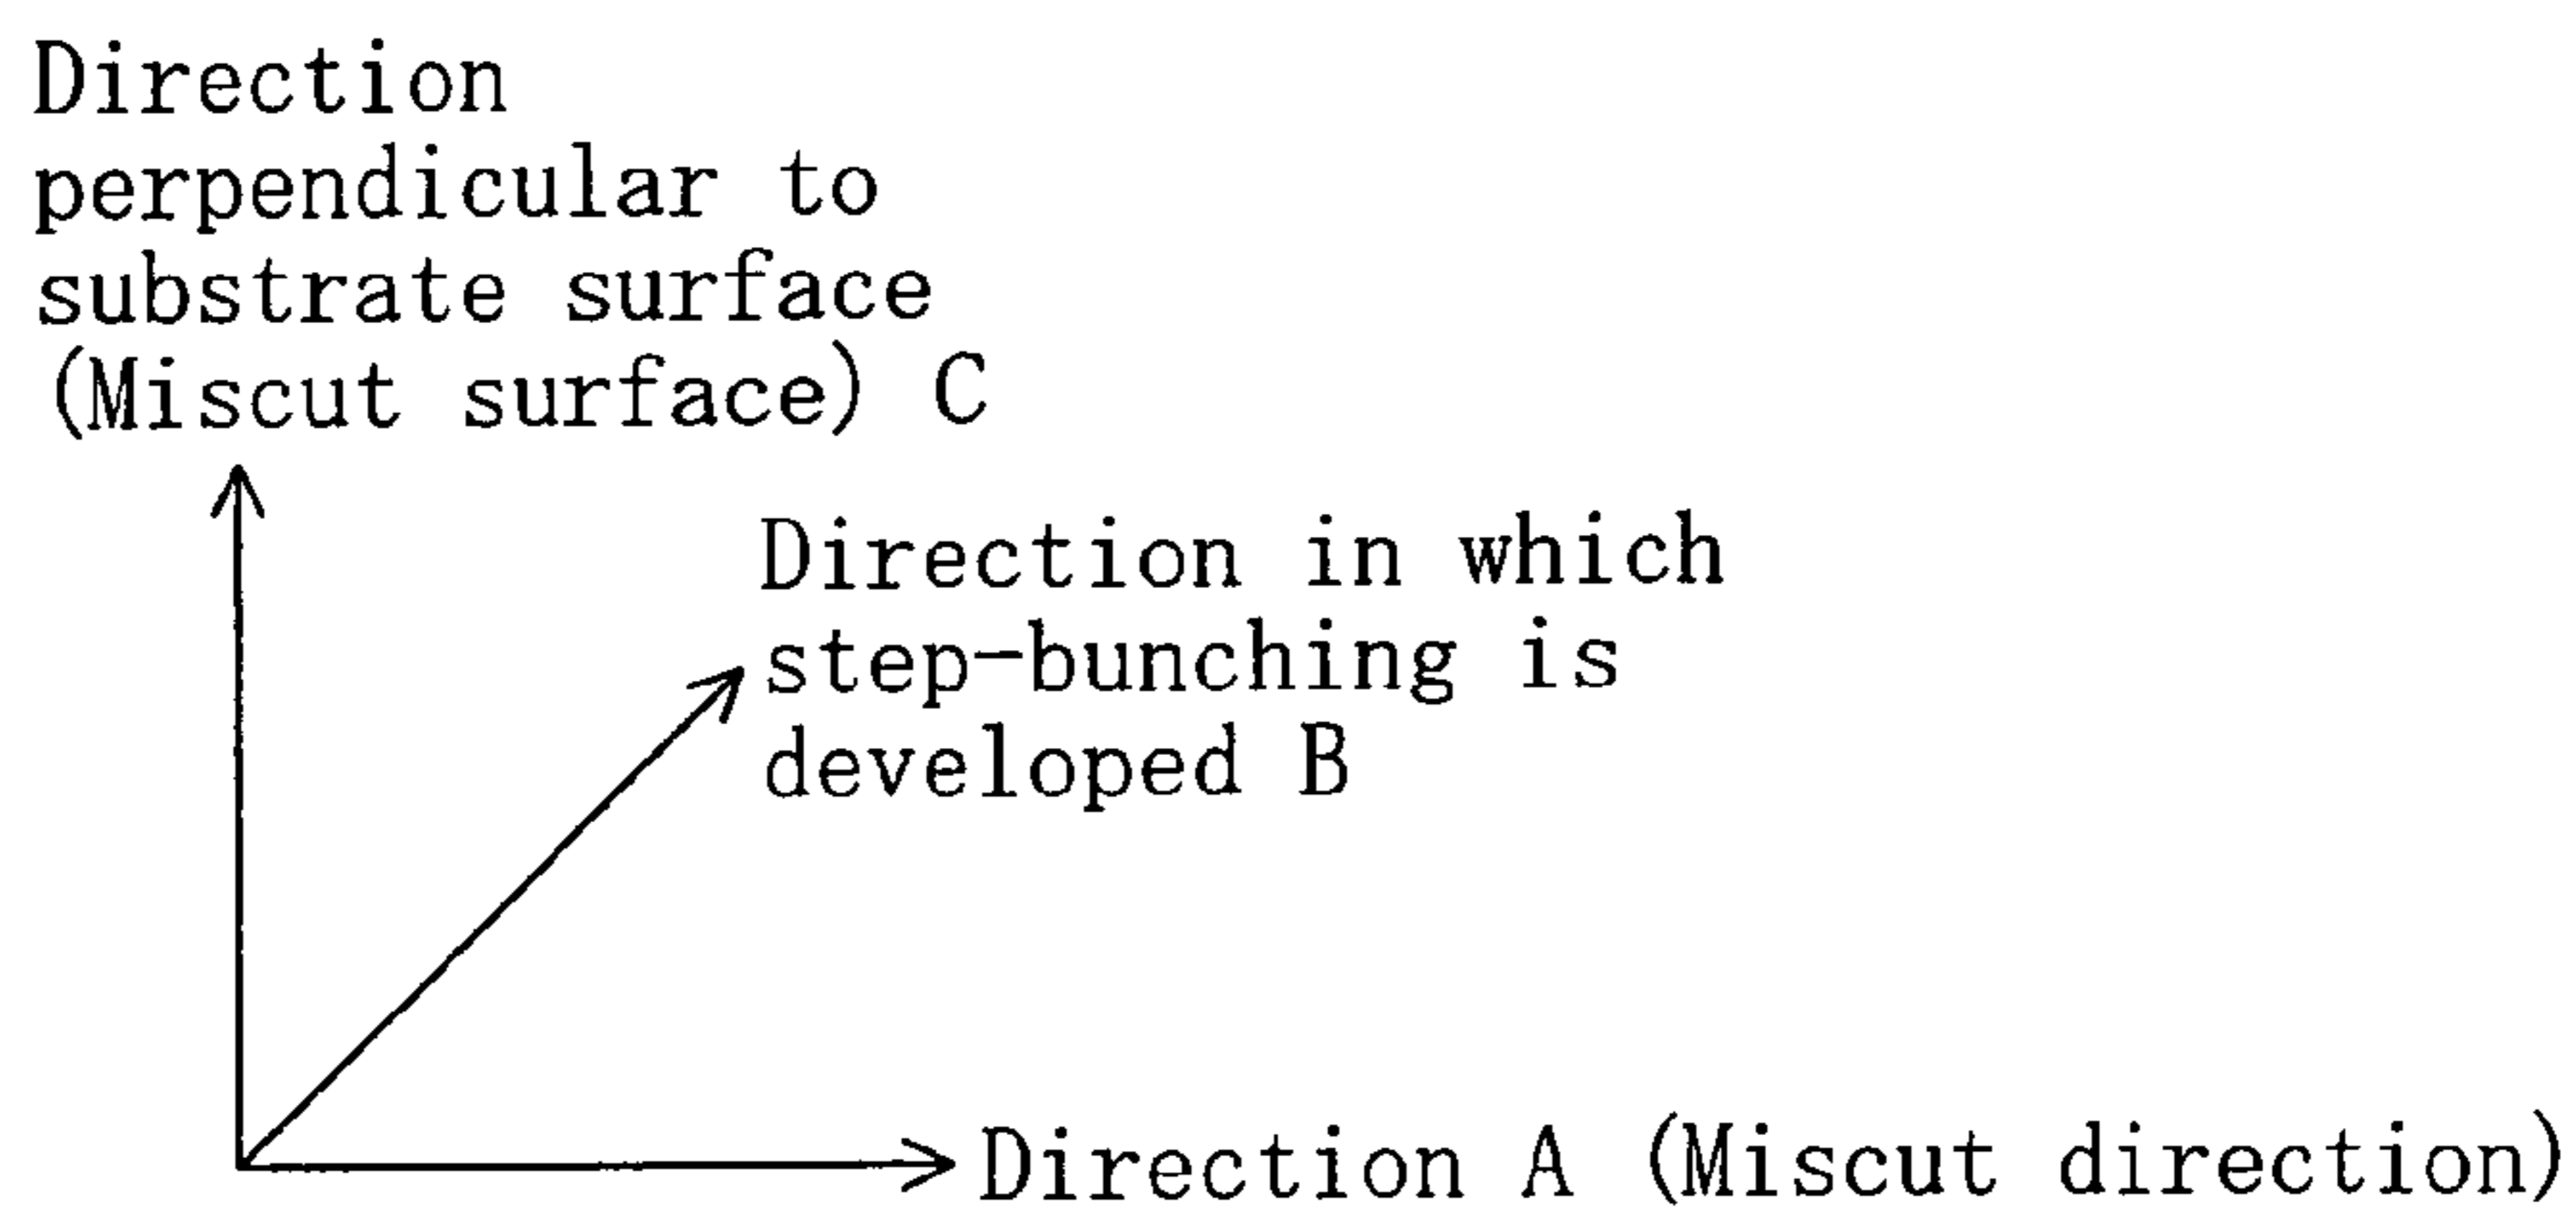 Direction
perpendicular to
substrate surface
(Miscut surface) C
Direction in which
step-bunching is
developed B
Direction A (Miscut direction)